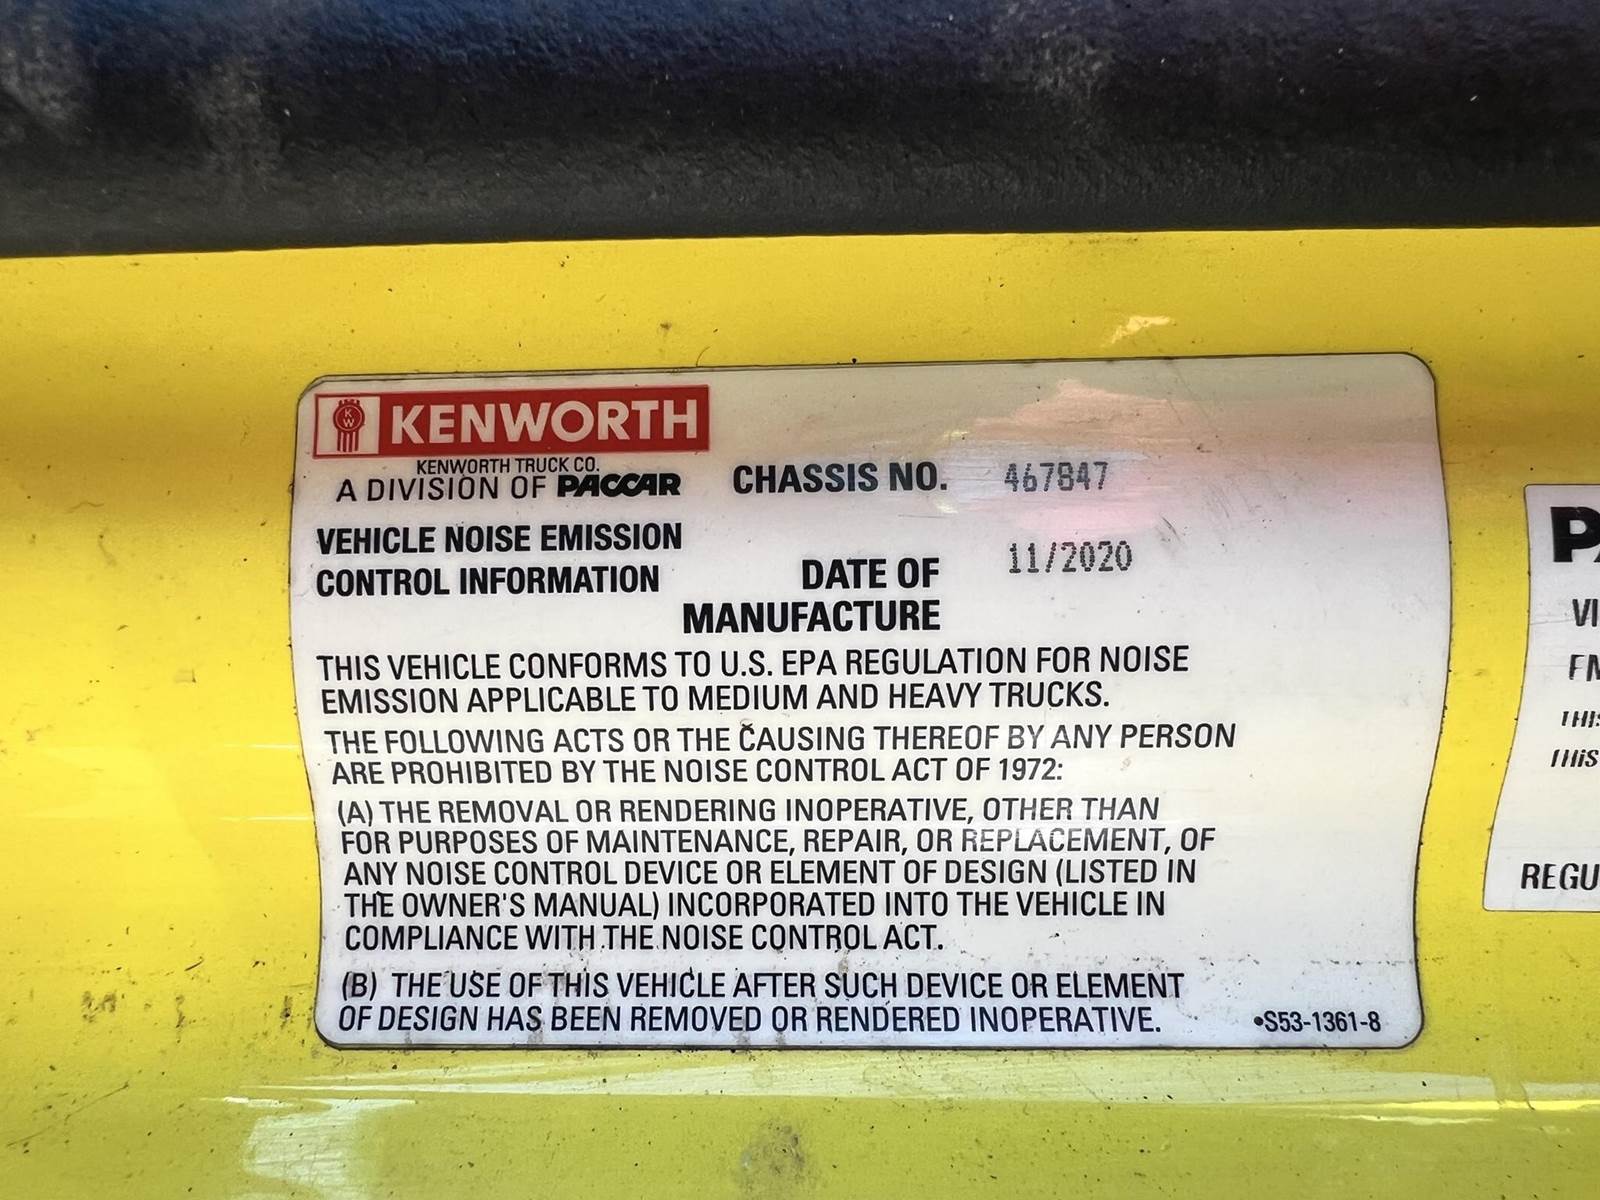 KENWORTH
KENWORTH TRUCK CO.
A DIVISION OF PACCAR
CHASSIS NO. 467847
VEHICLE NOISE EMISSION
CONTROL INFORMATION
DATE OF
MANUFACTURE
11/2020
THIS VEHICLE CONFORMS TO U.S. EPA REGULATION FOR NOISE
EMISSION APPLICABLE TO MEDIUM AND HEAVY TRUCKS.
THE FOLLOWING ACTS OR THE CAUSING THEREOF BY ANY PERSON
ARE PROHIBITED BY THE NOISE CONTROL ACT OF 1972:
(A) THE REMOVAL OR RENDERING INOPERATIVE, OTHER THAN
FOR PURPOSES OF MAINTENANCE, REPAIR, OR REPLACEMENT, OF
ANY NOISE CONTROL DEVICE OR ELEMENT OF DESIGN (LISTED IN
THE OWNER'S MANUAL) INCORPORATED INTO THE VEHICLE IN
COMPLIANCE WITH THE NOISE CONTROL ACT.
(B) THE USE OF THIS VEHICLE AFTER SUCH DEVICE OR ELEMENT
OF DESIGN HAS BEEN REMOVED OR RENDERED INOPERATIVE.
•S53-1361-8